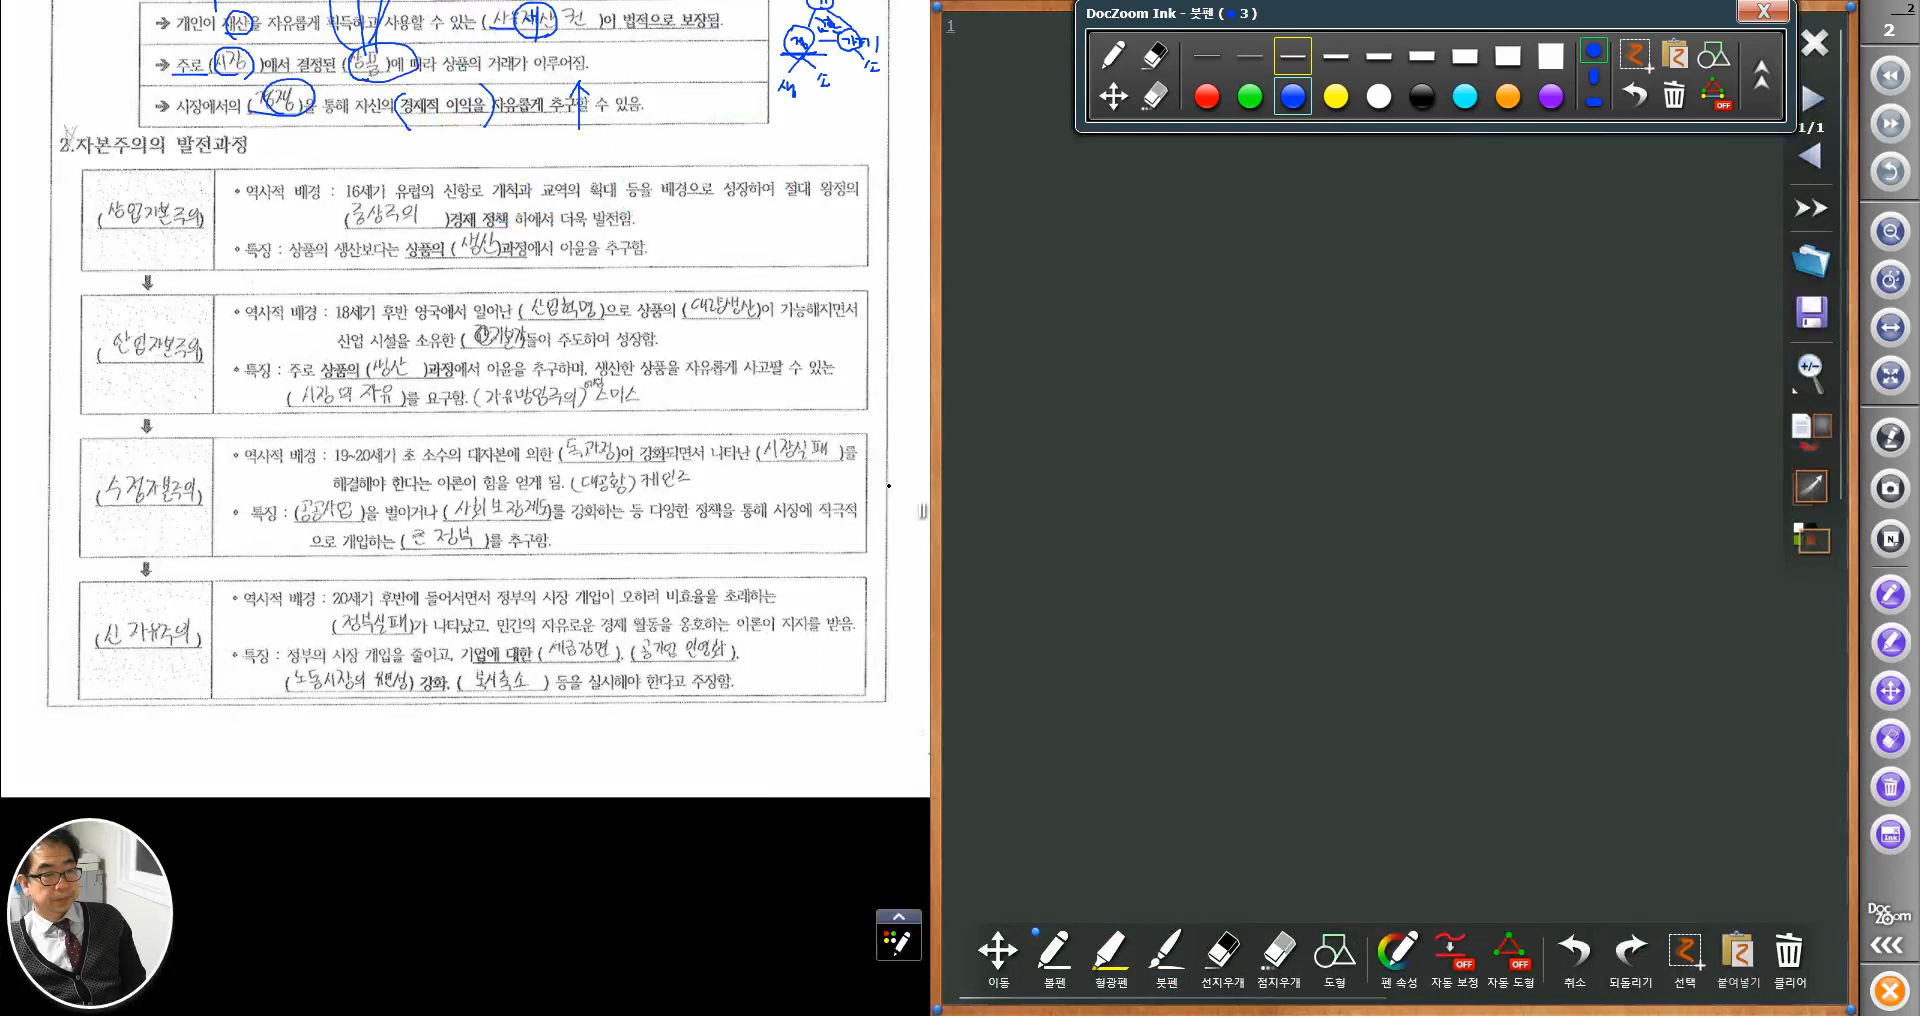 ➔ 개인이 재산을 자유롭게 획득하고 사용할 수 있는 ( 사유재산권 )이 법적으로 보장됨.
➔ 주로 (시장 )에서 결정된 (상품 )에 따라 상품의 거래가 이루어짐.
➔ 시장에서의 ( 경쟁 )을 통해 자신의 경제적 이익을 자유롭게 추구할 수 있음.
2.자본주의의 발전과정
(상업자본주의)
• 역사적 배경 : 16세기 유럽의 신항로 개척과 교역의 확대 등을 배경으로 성장하여 절대 왕정의
(중상주의 )경제 정책 하에서 더욱 발전함.
• 특징 : 상품의 생산보다는 상품의 ( 생산)과정에서 이윤을 추구함.
⬇
( 산업자본주의)
• 역사적 배경 : 18세기 후반 영국에서 일어난 ( 산업혁명 )으로 상품의 (대량생산)이 가능해지면서
산업 시설을 소유한 ( )들이 주도하여 성장함.
• 특징 : 주로 상품의 (생산 )과정에서 이윤을 추구하며, 생산한 상품을 자유롭게 사고팔 수 있는
( 시장의 자유 )를 요구함. (자유방임주의) 스미스
⬇
(수정자본주의)
• 역사적 배경 : 19~20세기 초 소수의 대자본에 의한 (독과점)이 강화되면서 나타난 (시장실패 )를
해결해야 한다는 이론이 힘을 얻게 됨. (대공황) 케인즈
• 특징 : (공공사업 )을 벌이거나 ( 사회보장제도)를 강화하는 등 다양한 정책을 통해 시장에 적극적
으로 개입하는 ( 큰 정부 )를 추구함.
⬇
(신 자유주의 )
• 역사적 배경 : 20세기 후반에 들어서면서 정부의 시장 개입이 오히려 비효율을 초래하는
(정부실패)가 나타났고, 민간의 자유로운 경제 활동을 옹호하는 이론이 지지를 받음.
• 특징 : 정부의 시장 개입을 줄이고, 기업에 대한 ( 세금감면 ), (공기업 민영화 ),
(노동시장의 유연성) 강화, ( 복지축소 ) 등을 실시해야 한다고 주장함.
1
DocZoom Ink - 붓펜 ( 3 )
X
OFF
1/1
2
2
+/-
N
Ink
Doc Zoom
이동 볼펜 형광펜 붓펜 선지우개 점지우개 도형 펜 속성 자동 보정 자동 도형 취소 되돌리기 선택 붙여넣기 클리어
OFF OFF